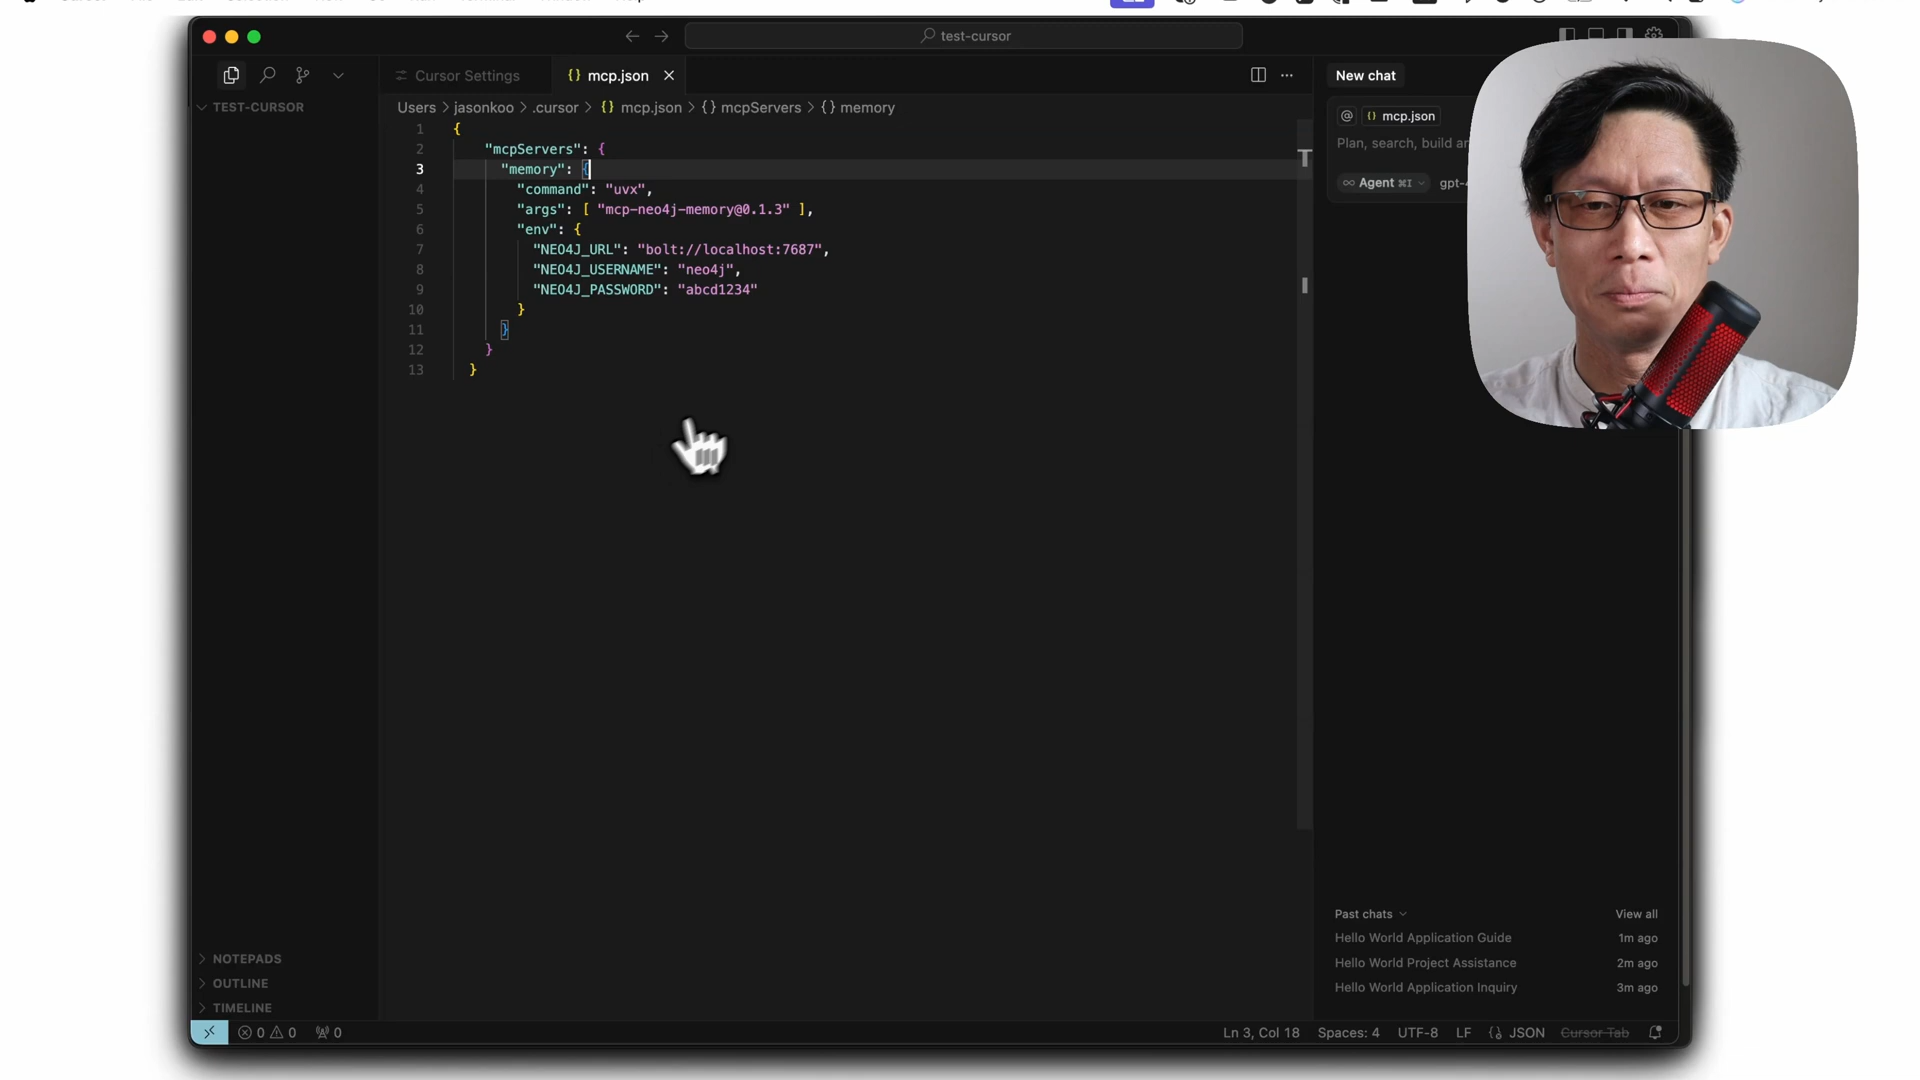 test-cursor
Cursor Settings
{} mcp.json
New chat
TEST-CURSOR
Users > jasonkoo > .cursor > {} mcp.json > {} mcpServers > {} memory
@ {} mcp.json
Plan, search, build
Agent ⌘I
1 {
2 "mcpServers": {
3 "memory": {
4 "command": "uvx",
5 "args": [ "mcp-neo4j-memory@0.1.3" ],
6 "env": {
7 "NEO4J_URL": "bolt://localhost:7687",
8 "NEO4J_USERNAME": "neo4j",
9 "NEO4J_PASSWORD": "abcd1234"
10 }
11 }
12 }
13 }
Past chats
View all
Hello World Application Guide 1m ago
Hello World Project Assistance 2m ago
Hello World Application Inquiry 3m ago
NOTEPADS
OUTLINE
TIMELINE
0 0 0
Ln 3, Col 18 Spaces: 4 UTF-8 LF {} JSON Cursor Tab